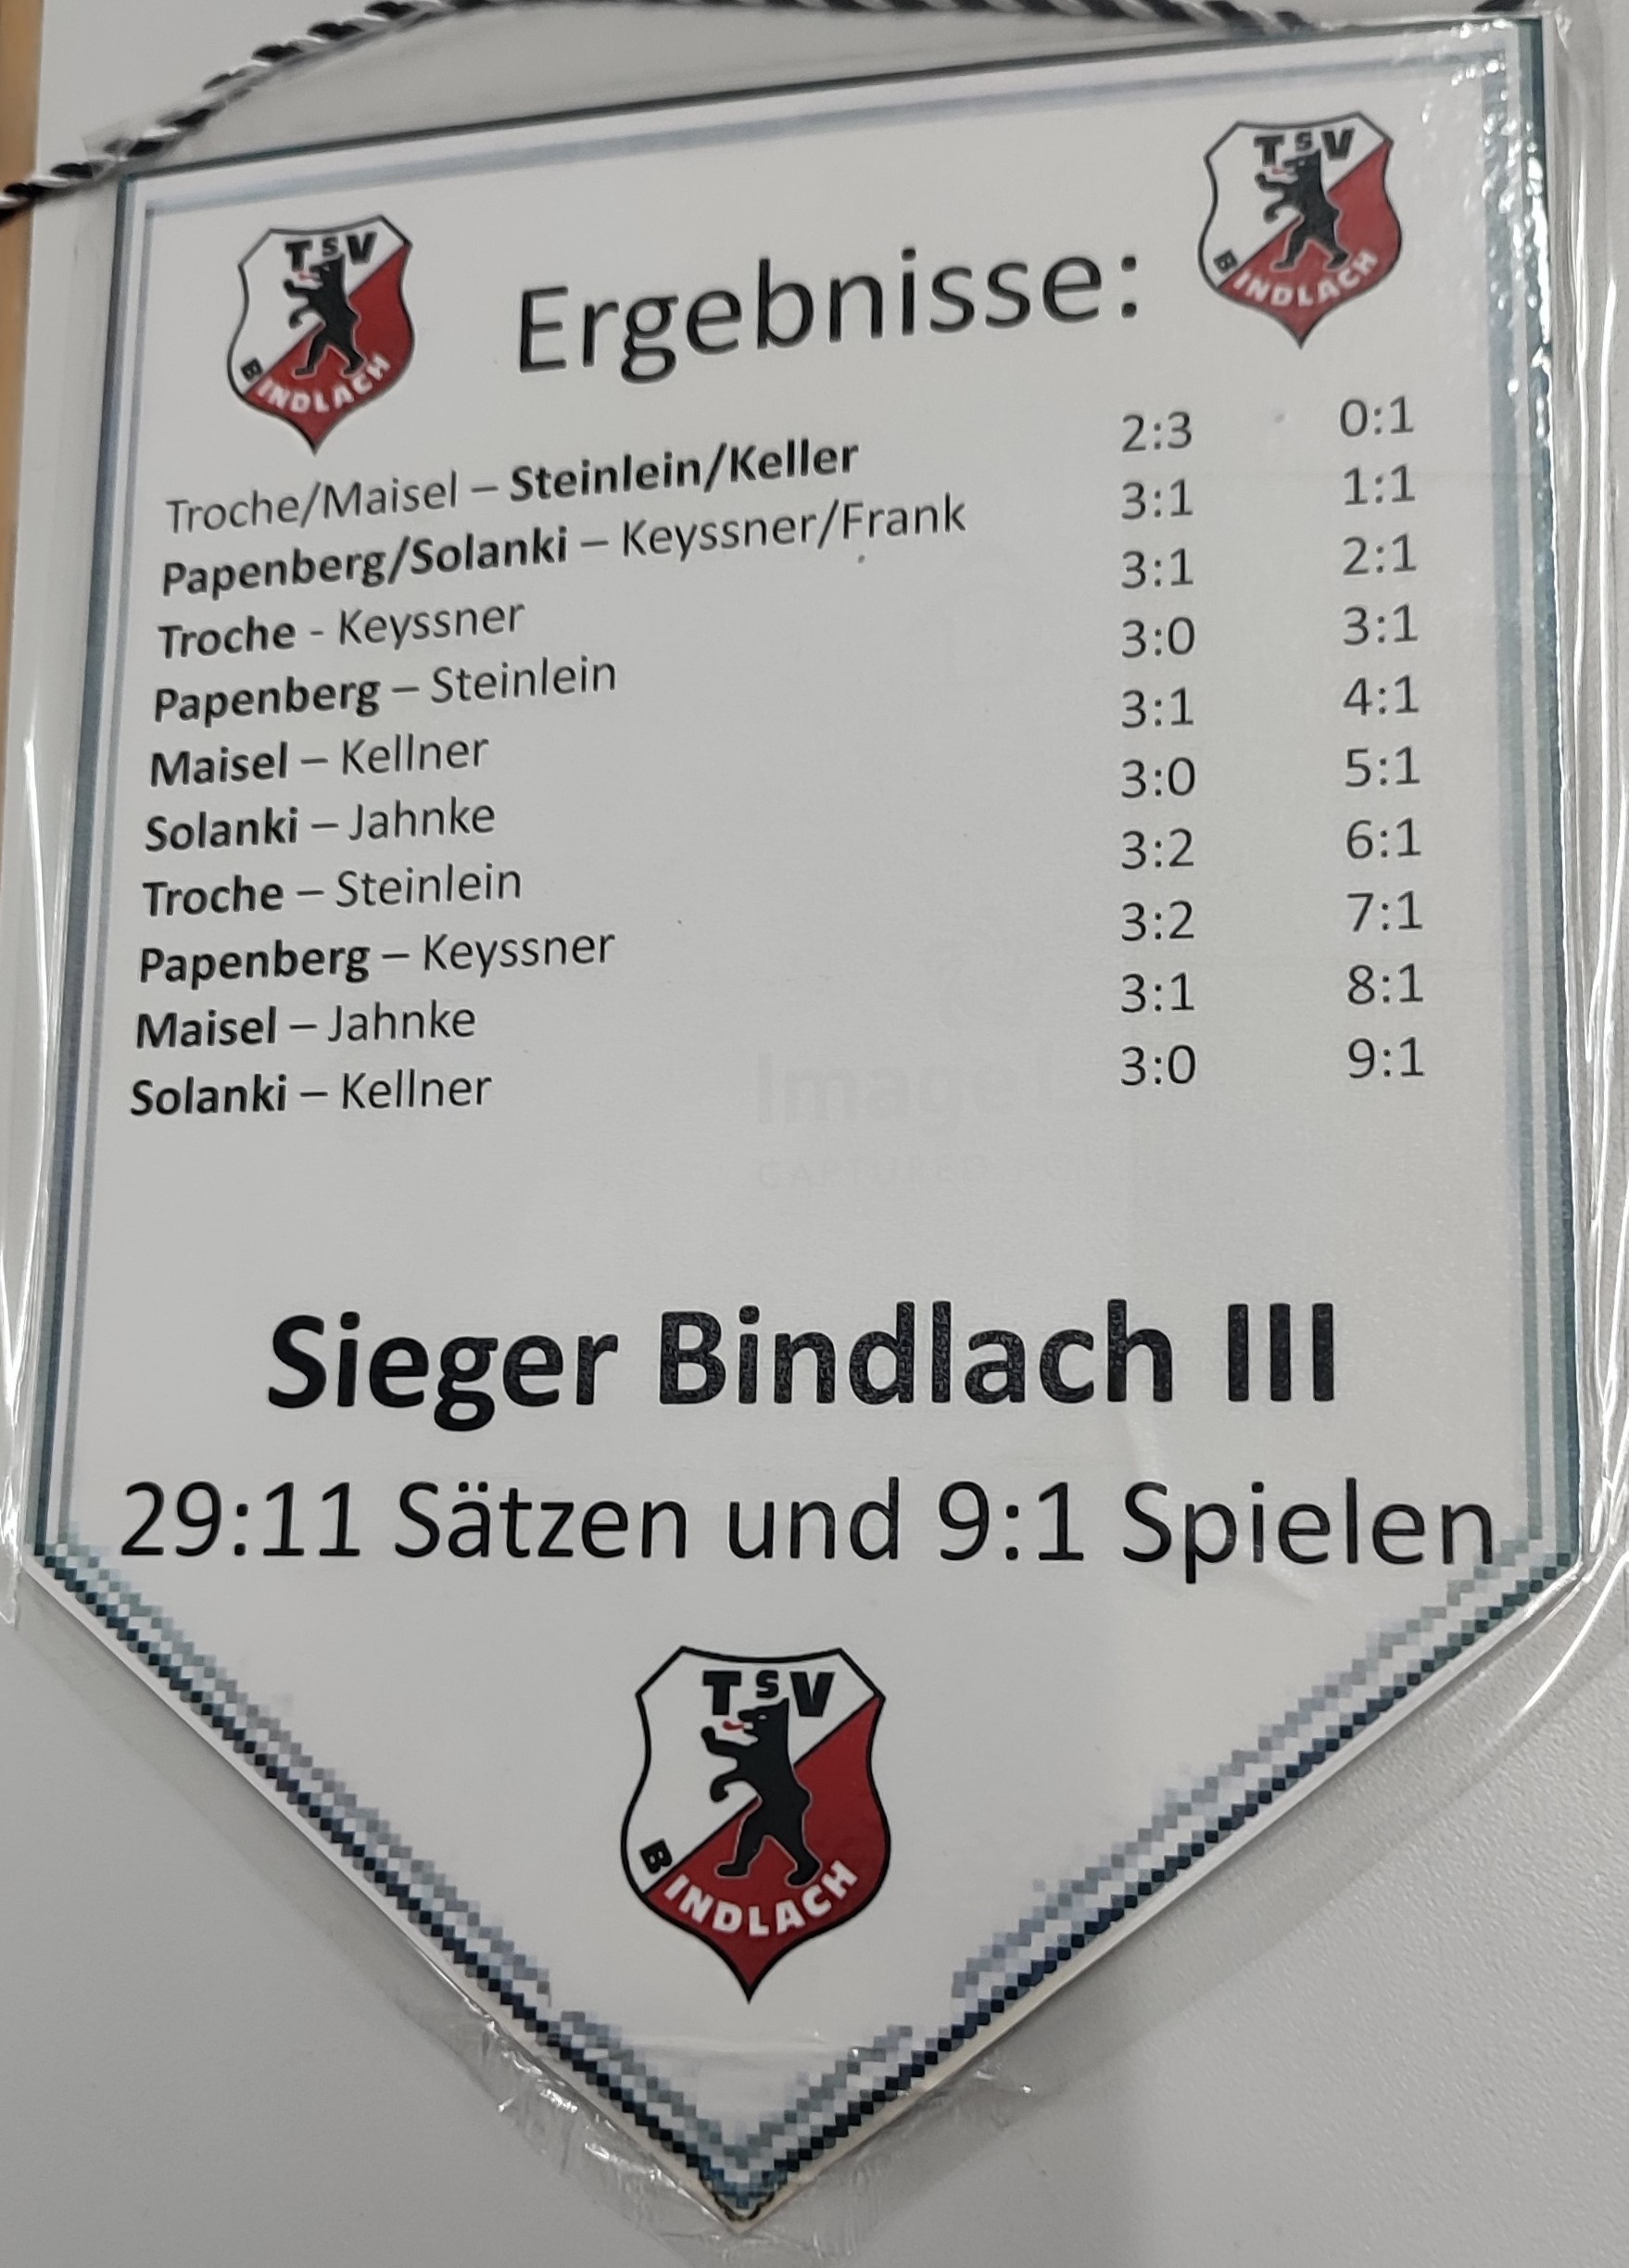 TSV
BINDLACH
Ergebnisse:
TSV
BINDLACH
Troche/Maisel – Steinlein/Keller 2:3 0:1
Papenberg/Solanki – Keyssner/Frank 3:1 1:1
Troche - Keyssner 3:1 2:1
Papenberg – Steinlein 3:0 3:1
Maisel – Kellner 3:1 4:1
Solanki – Jahnke 3:0 5:1
Troche – Steinlein 3:2 6:1
Papenberg – Keyssner 3:2 7:1
Maisel – Jahnke 3:1 8:1
Solanki – Kellner 3:0 9:1
Image
CAPTURED
Sieger Bindlach III
29:11 Sätzen und 9:1 Spielen
TSV
BINDLACH